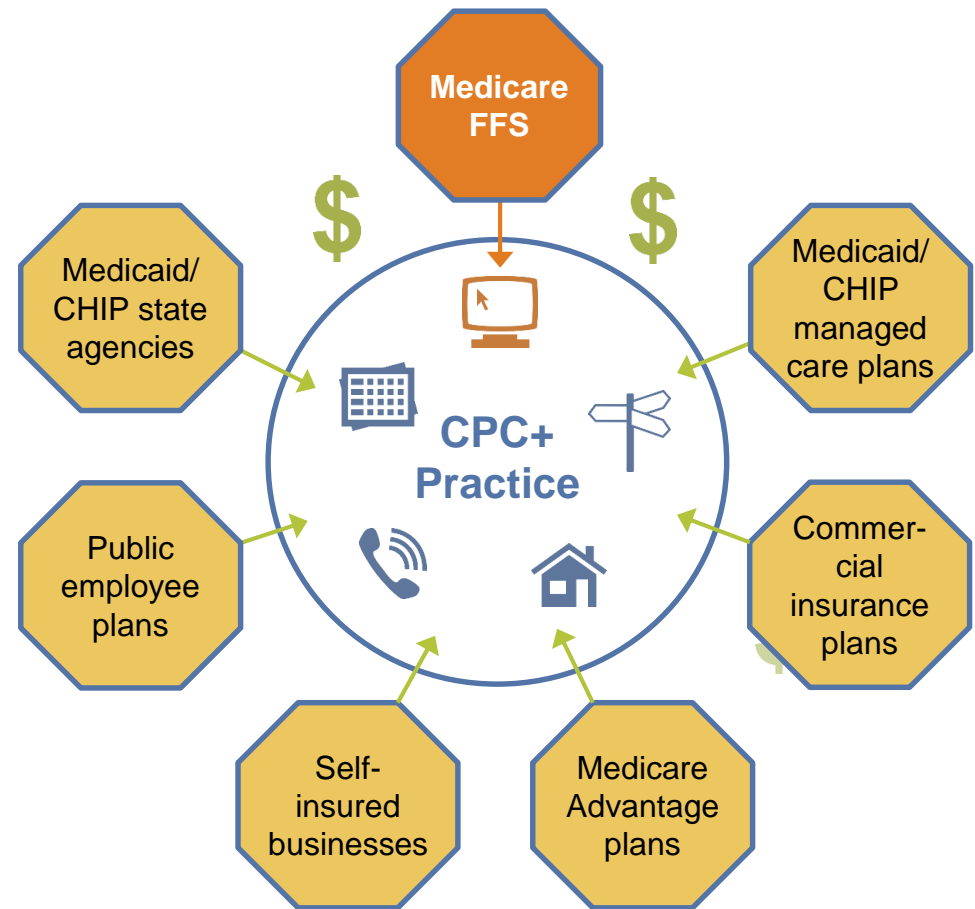 Medicare
FFS
$
$
Medicaid/
CHIP state
agencies
Medicaid/
CHIP
managed
care plans
CPC+
Practice
Public
employee
plans
Commer-
cial
insurance
plans
Self-
insured
businesses
Medicare
Advantage
plans